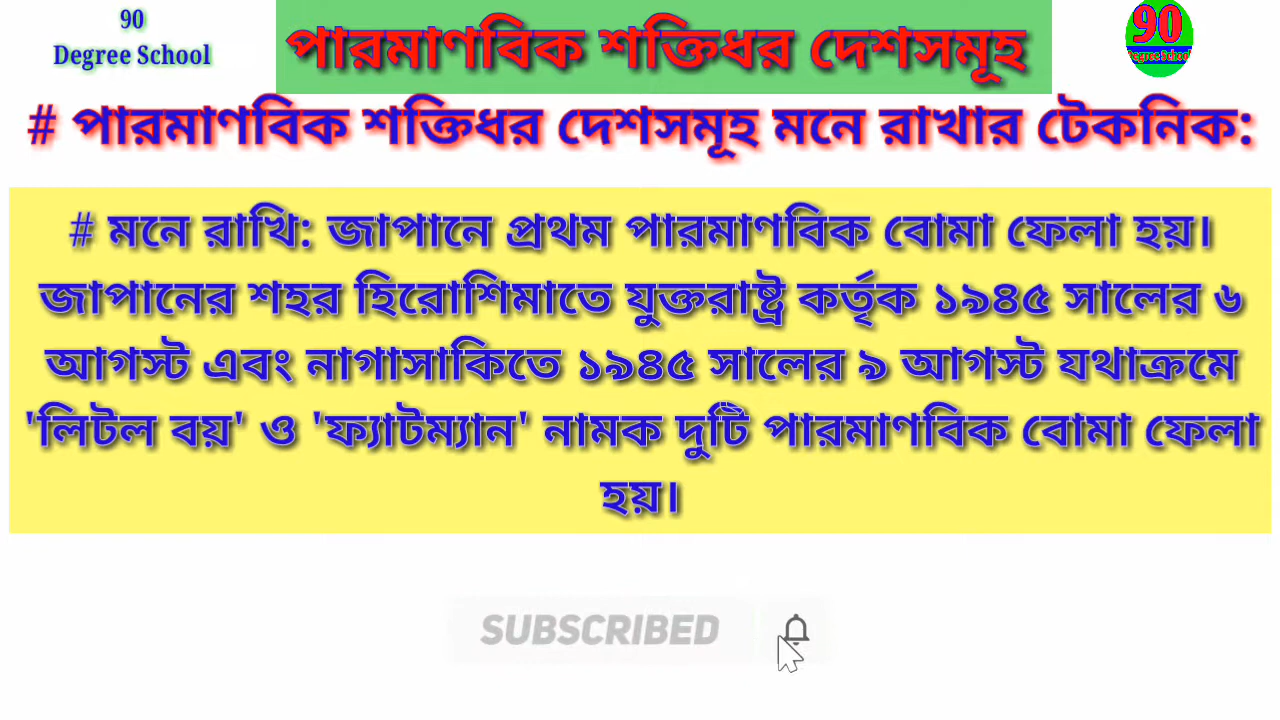 90
Degree School
পারমাণবিক শক্তিধর দেশসমূহ
90
Degree School
# পারমাণবিক শক্তিধর দেশসমূহ মনে রাখার টেকনিক:
# মনে রাখি: জাপানে প্রথম পারমাণবিক বোমা ফেলা হয়।
জাপানের শহর হিরোশিমাতে যুক্তরাষ্ট্র কর্তৃক ১৯৪৫ সালের ৬
আগস্ট এবং নাগাসাকিতে ১৯৪৫ সালের ৯ আগস্ট যথাক্রমে
'লিটল বয়' ও 'ফ্যাটম্যান' নামক দুটি পারমাণবিক বোমা ফেলা
হয়।
SUBSCRIBED